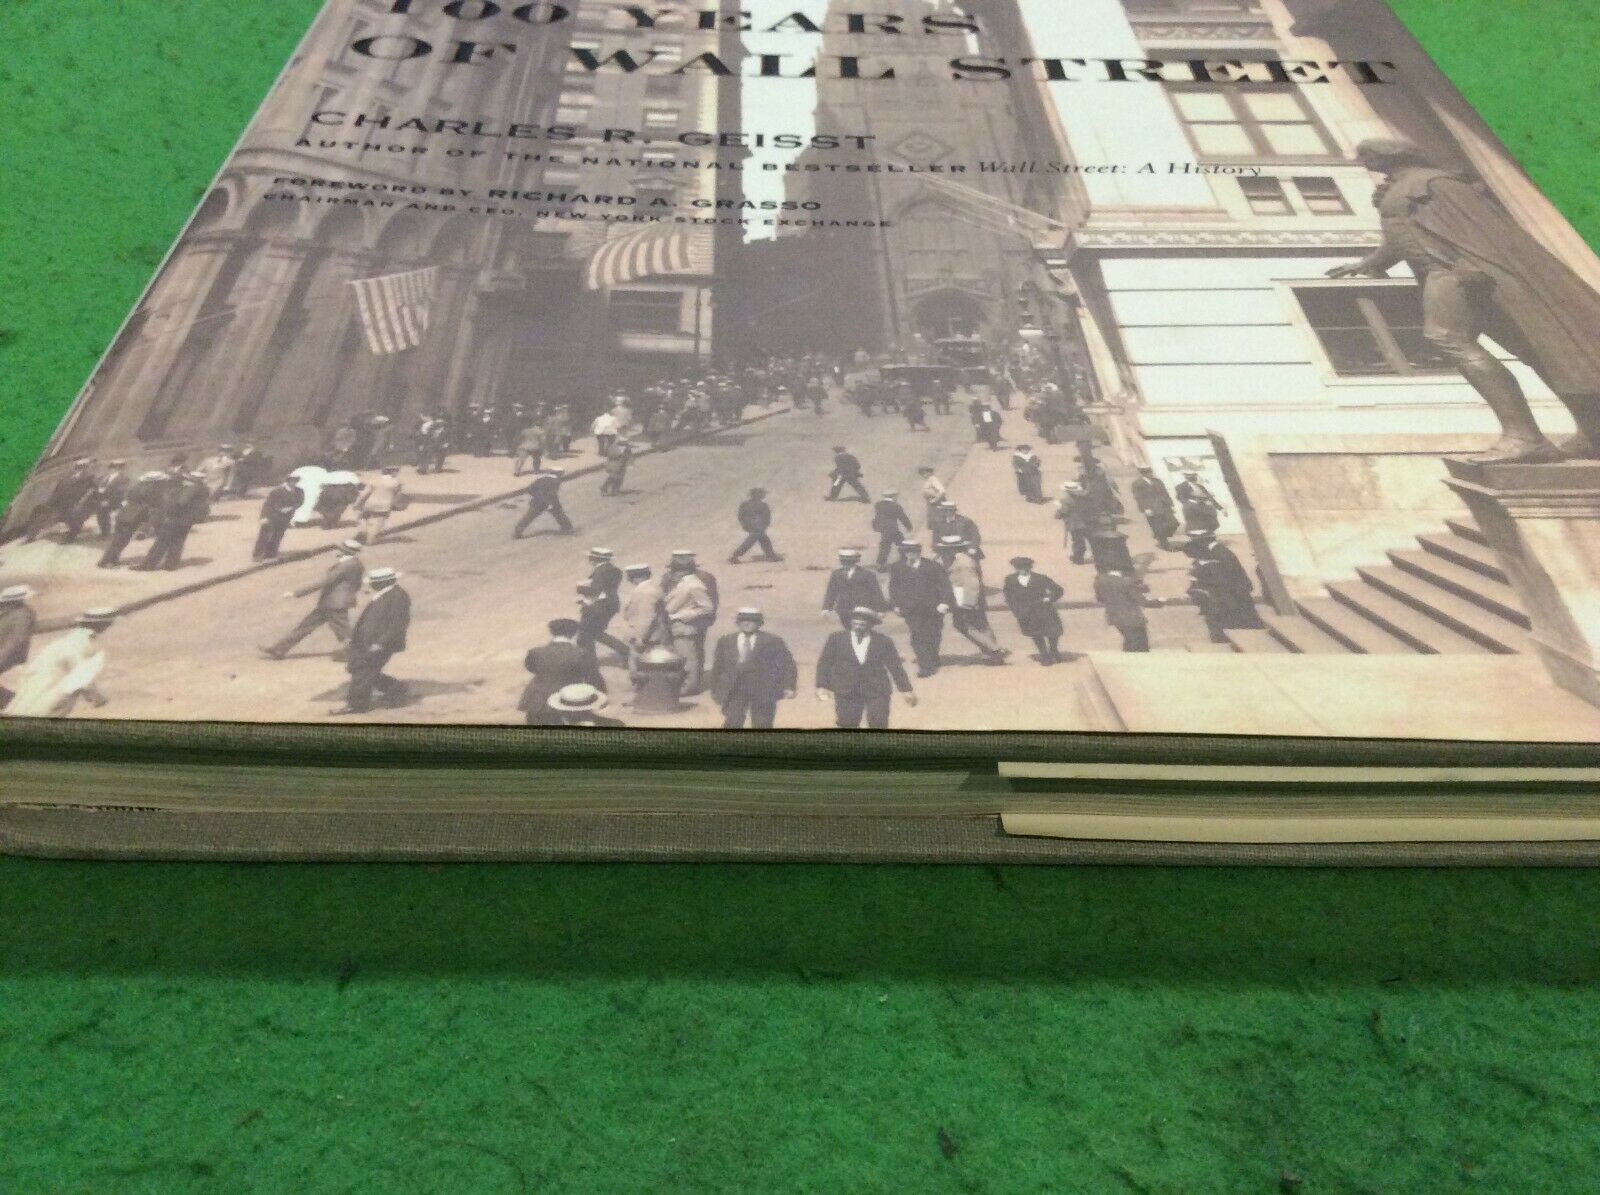 100 YEARS
OF WALL STREET
CHARLES R. GEISST
AUTHOR OF THE NATIONAL BESTSELLER Wall Street: A History
FOREWORD BY RICHARD A. GRASSO
CHAIRMAN AND CEO, NEW YORK STOCK EXCHANGE